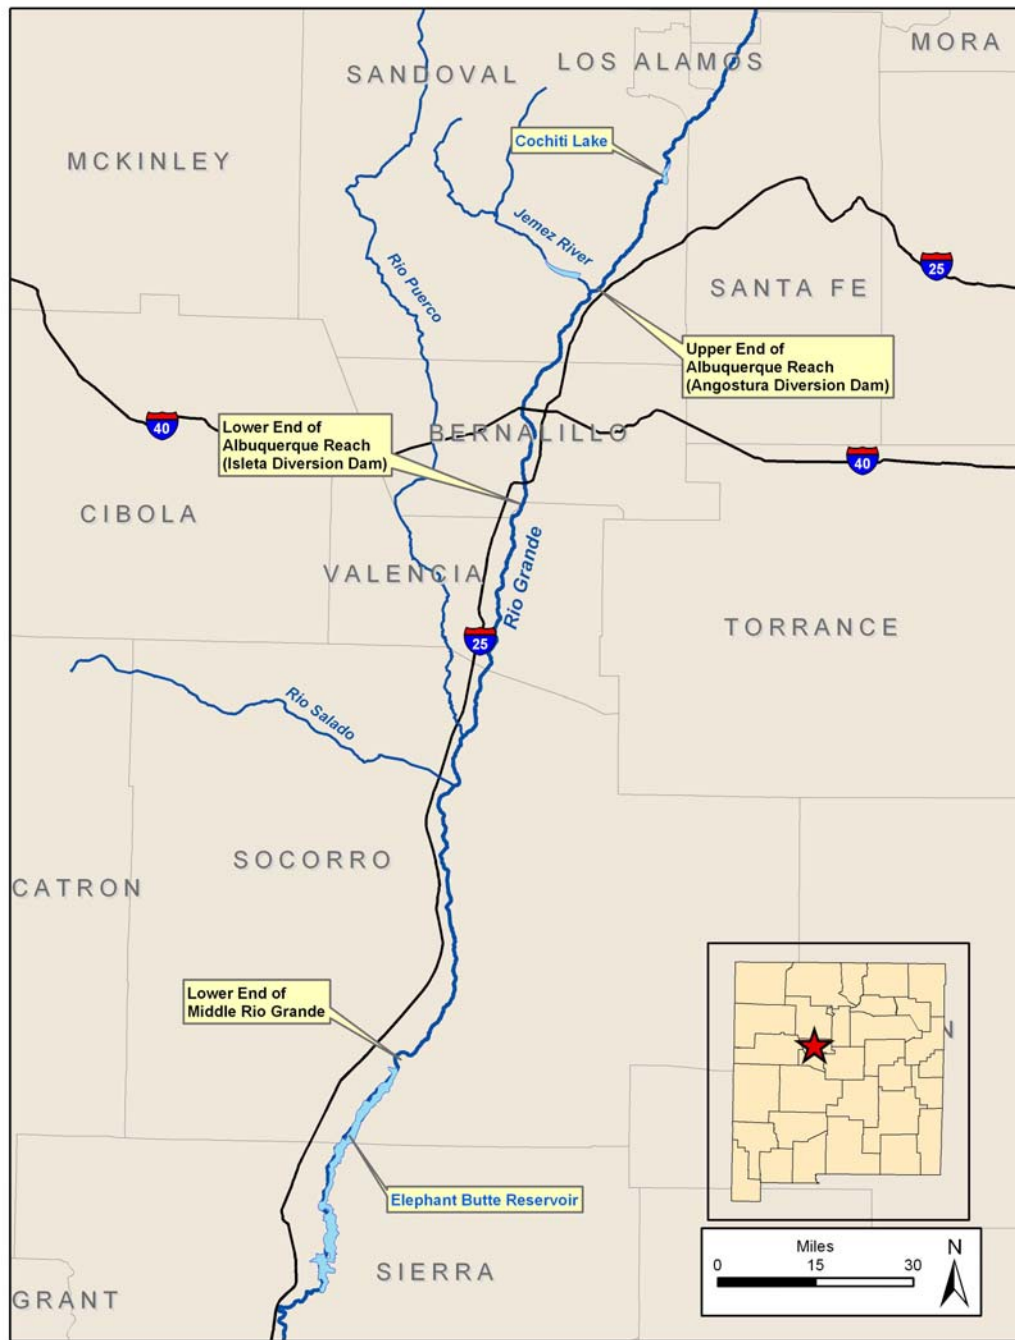 MORA
LOS ALAMOS
SANDOVAL
Cochiti Lake
MCKINLEY
Jemez River
Rio Puerco
25
SANTA FE
Upper End of
Albuquerque Reach
(Angostura Diversion Dam)
Lower End of
Albuquerque Reach
(Isleta Diversion Dam)
40
BERNALILLO
40
CIBOLA
Rio Grande
VALENCIA
TORRANCE
25
Rio Salado
SOCORRO
CATRON
Lower End of
Middle Rio Grande
N
Elephant Butte Reservoir
SIERRA
GRANT
Miles
0 15 30
N